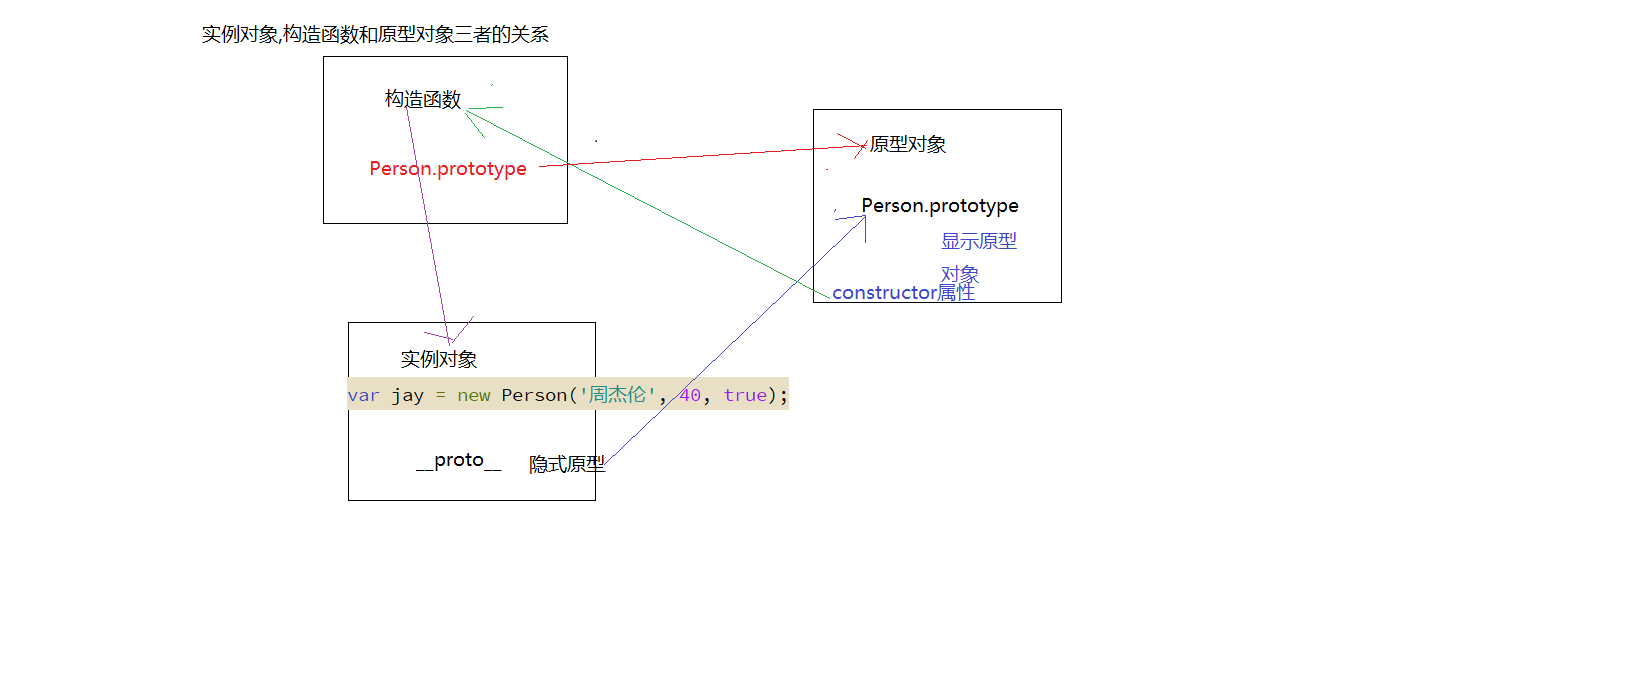 实例对象,构造函数和原型对象三者的关系
构造函数
Person.prototype
原型对象
Person.prototype
显示原型
对象
constructor属性
实例对象
var jay = new Person('周杰伦', 40, true);
__proto__ 隐式原型